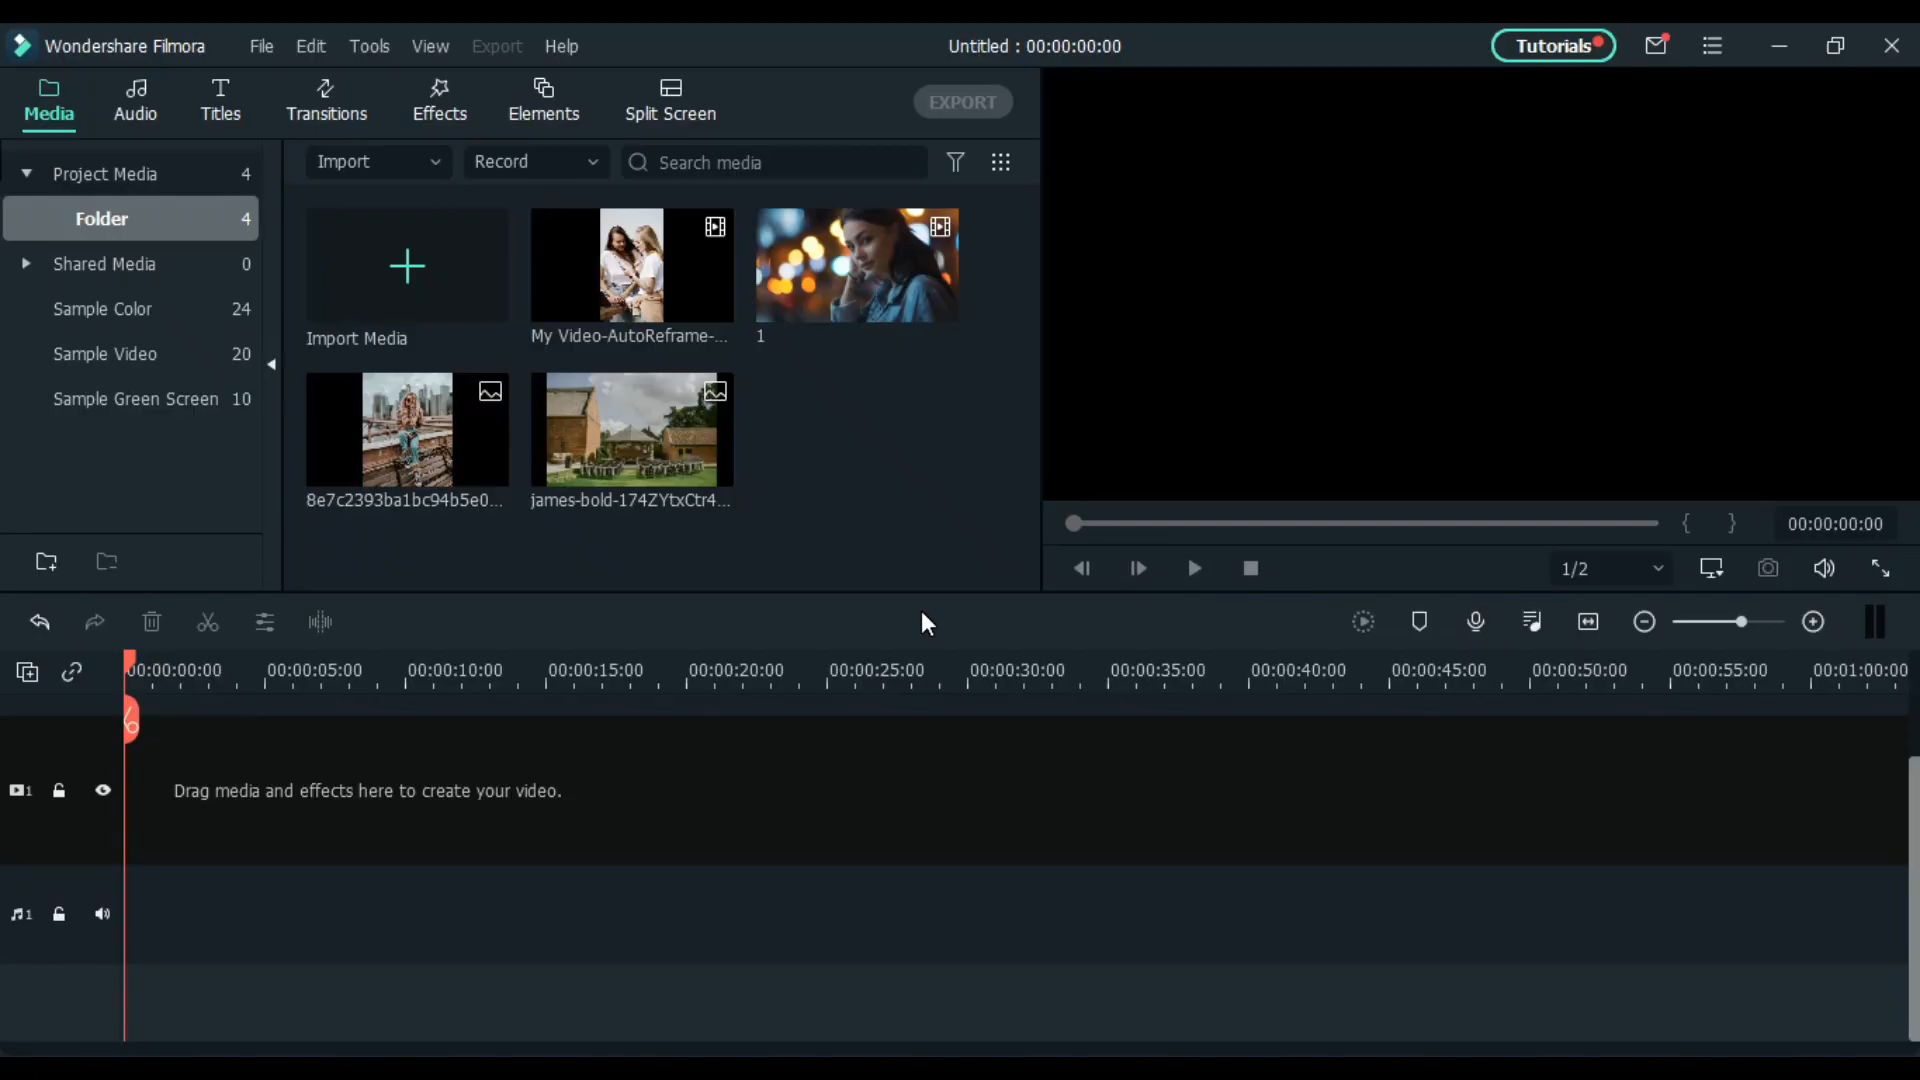 Wondershare Filmora File Edit Tools View Export Help Untitled : 00:00:00:00 Tutorials
Media Audio Titles Transitions Effects Elements Split Screen EXPORT
Project Media 4
Folder 4
Shared Media 0
Sample Color 24
Sample Video 20
Sample Green Screen 10
Import Record Search media
Import Media My Video-AutoReframe-... 1
8e7c2393ba1bc94b5e0... james-bold-174ZYtxCtr4...
{ } 00:00:00:00
1/2
00:00:00:00 00:00:05:00 00:00:10:00 00:00:15:00 00:00:20:00 00:00:25:00 00:00:30:00 00:00:35:00 00:00:40:00 00:00:45:00 00:00:50:00 00:00:55:00 00:01:00:00
1 Drag media and effects here to create your video.
1